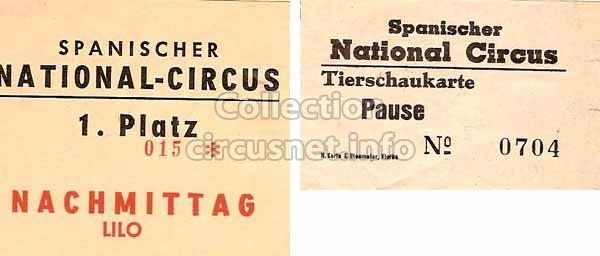 SPANISCHER
NATIONAL-CIRCUS
1. Platz
015 *
NACHMITTAG
LILO
Spanischer
National Circus
Tierschaukarte
Pause
Nº 0704
Collection
circusnet.info